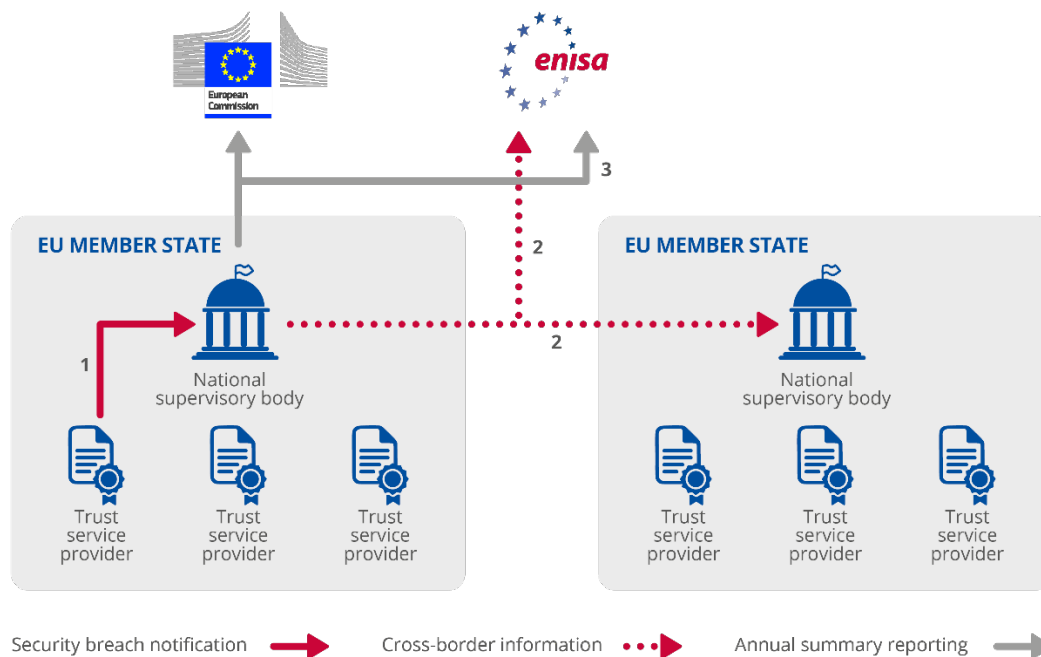 European
Commission
enisa
3
EU MEMBER STATE
EU MEMBER STATE
2
1
2
National
supervisory body
National
supervisory body
Trust
service
provider
Trust
service
provider
Trust
service
provider
Trust
service
provider
Trust
service
provider
Trust
service
provider
Security breach notification
Cross-border information
Annual summary reporting